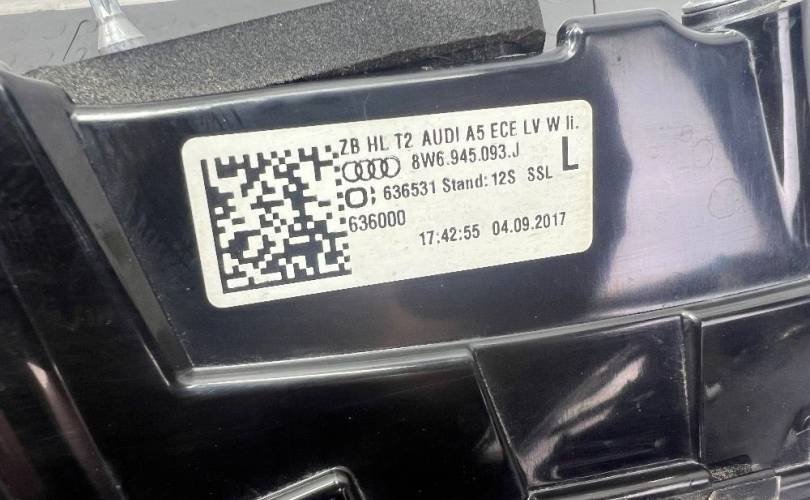 ZB HL T2 AUDI A5 ECE LV W li.
8W6.945.093.J
L
636531 Stand: 12S SSL
636000
17:42:55 04.09.2017